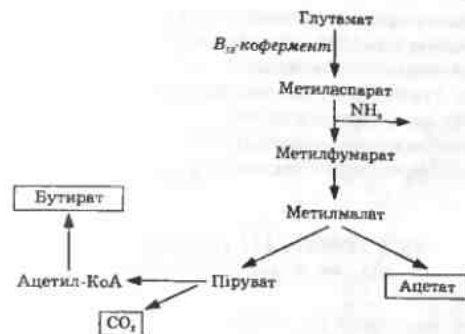 Глутамат
B₁₂-кофермент
Метиласпарат
NH₃
Метилфумарат
Метилмалат
Бутират
Ацетил-КоА
Піруват
Ацетат
CO₂